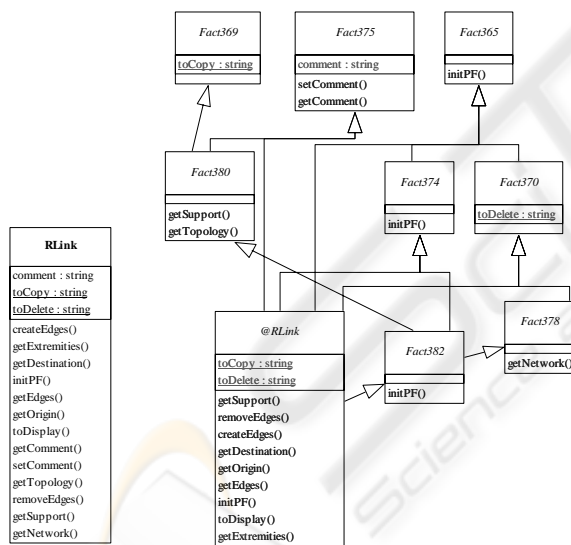 Fact369
toCopy : string
Fact375
comment : string
setComment()
getComment()
Fact365
initPF()
Fact380
getSupport()
getTopology()
Fact374
initPF()
Fact370
toDelete : string
RLink
comment : string
toCopy : string
toDelete : string
createEdges()
getExtremities()
getDestination()
initPF()
getEdges()
getOrigin()
toDisplay()
getComment()
setComment()
getTopology()
removeEdges()
getSupport()
getNetwork()
@RLink
toCopy : string
toDelete : string
getSupport()
removeEdges()
createEdges()
getDestination()
getOrigin()
getEdges()
initPF()
toDisplay()
getExtremities()
Fact382
initPF()
Fact378
getNetwork()